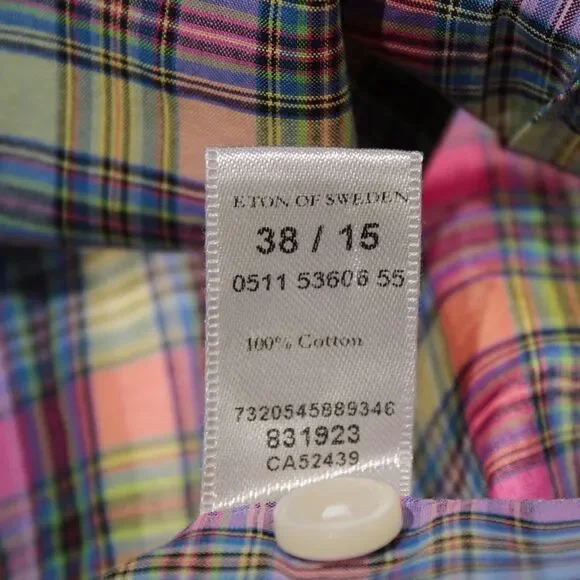 ETON OF SWEDEN
38 / 15
0511 53606 55
100% Cotton
7320545889346
831923
CA52439